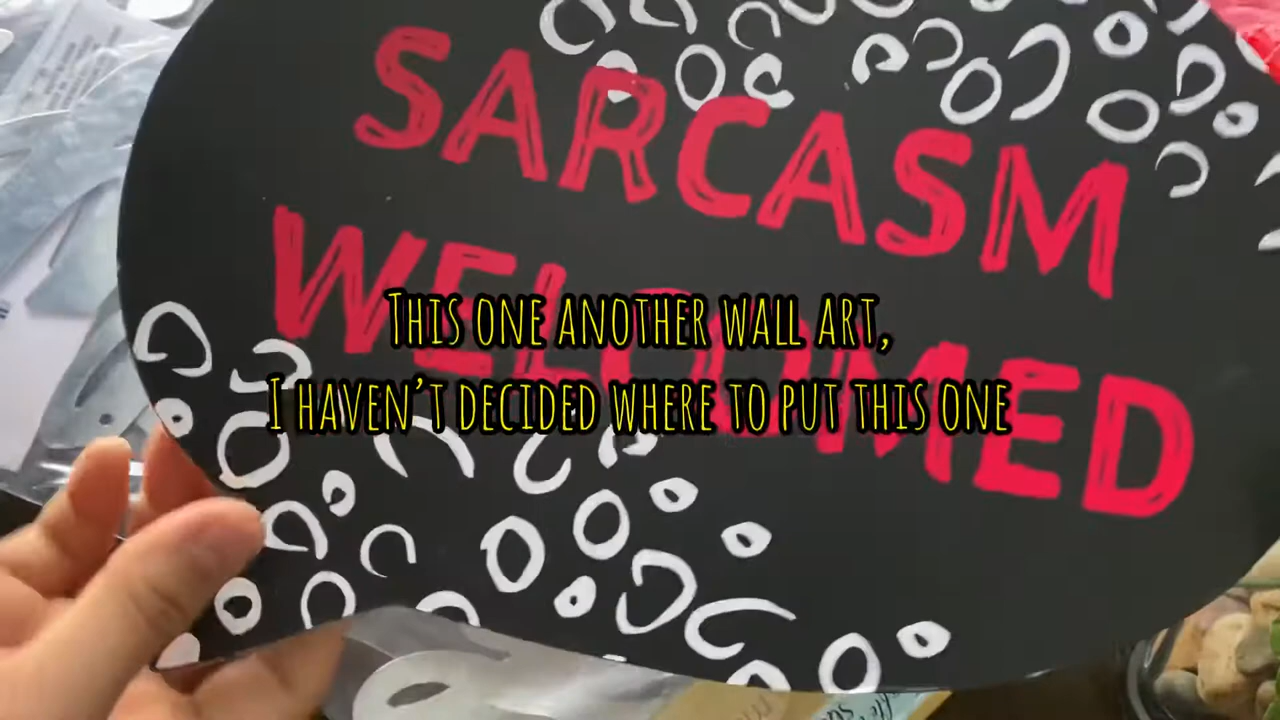 SARCASM
WELCOMED
This one another wall art,
I haven't decided where to put this one